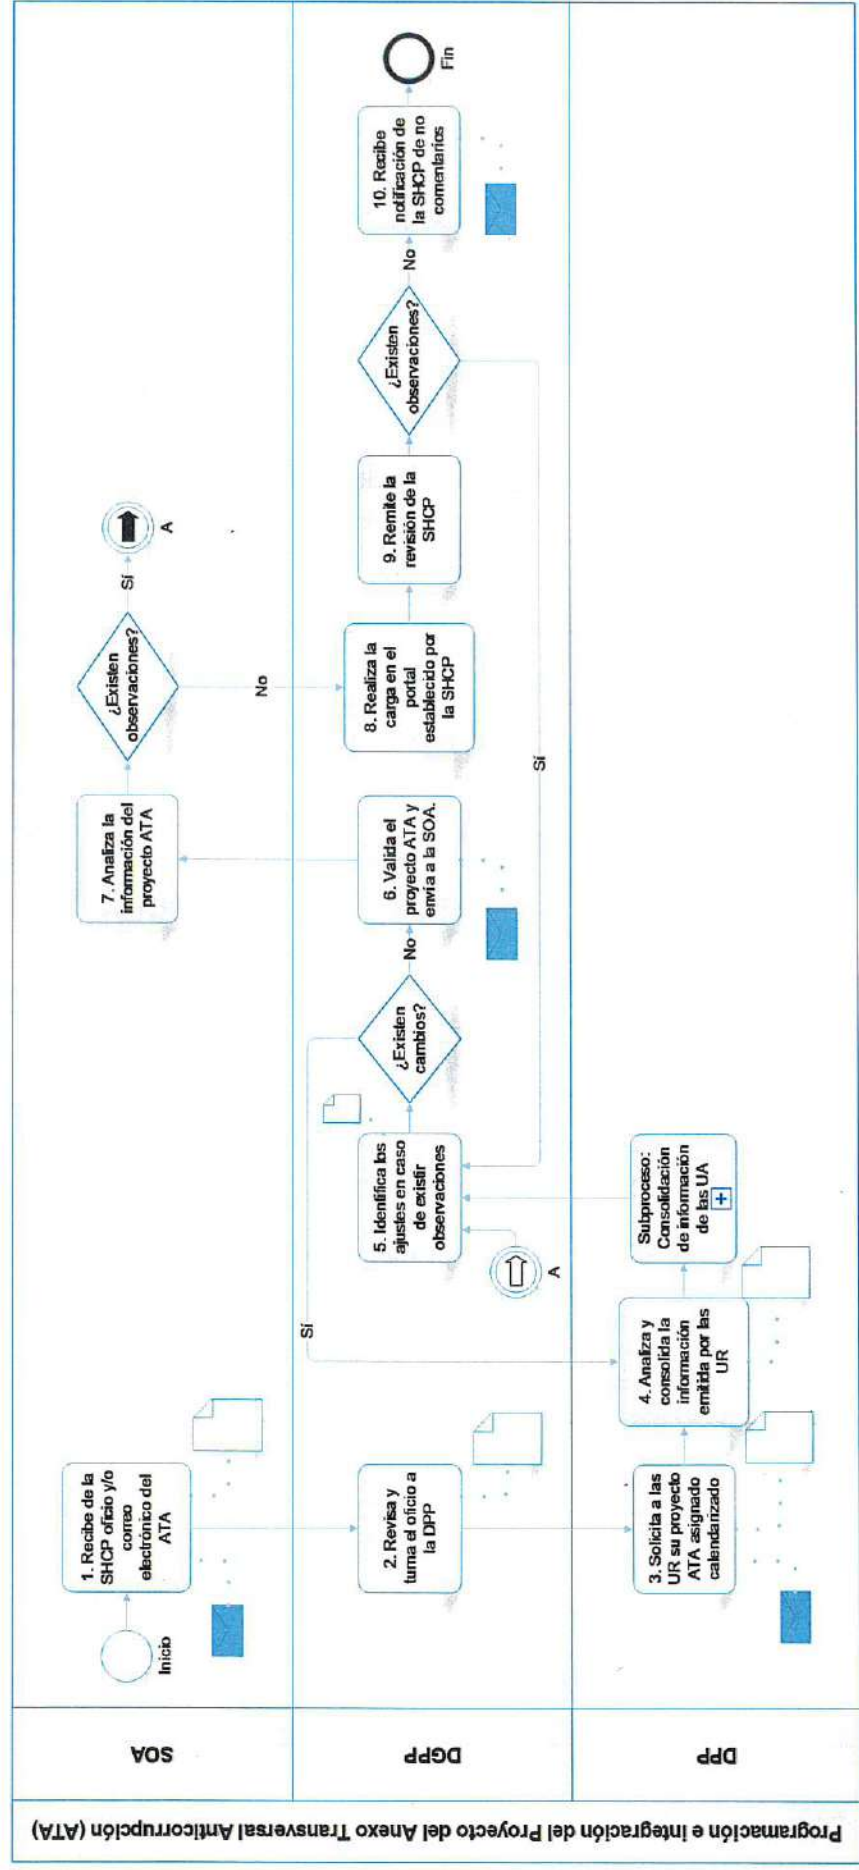 Programación e integración del Proyecto del Anexo Transversal Anticorrupción (ATA)
SOA
Inicio
1. Recibe de la
SHCP oficio y/o
correo
electrónico del
ATA
7. Analiza la
información del
proyecto ATA
¿Existen
observaciones?
Sí
A
No
DGPP
2. Revisa y
turna el oficio a
la DPP
Sí
A
5. Identifica los
ajustes en caso
de existir
observaciones
¿Existen
cambios?
No
6. Valida el
proyecto ATA y
envía a la SOA.
8. Realiza la
carga en el
portal
establecido por
la SHCP
9. Remite la
revisión de la
SHCP
¿Existen
observaciones?
No
10. Recibe
notificación de
la SHCP de no
comentarios
Fin
Sí
DPP
3. Solicita a las
UR su proyecto
ATA asignado
calendarizado
4. Analiza y
consolida la
información
emitida por las
UR
Subproceso:
Consolidación
de información
de las UA